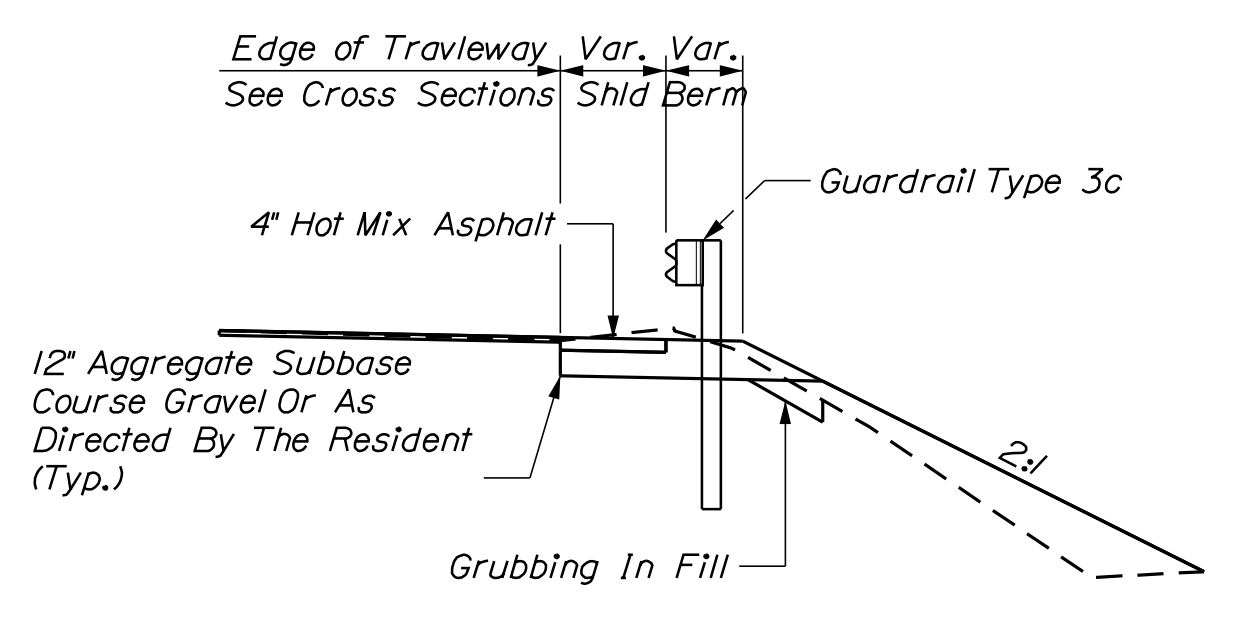 Edge of Travleway Var. Var.
See Cross Sections Shld Berm
Guardrail Type 3c
4" Hot Mix Asphalt
12" Aggregate Subbase
Course Gravel Or As
Directed By The Resident
(Typ.)
2:1
Grubbing In Fill